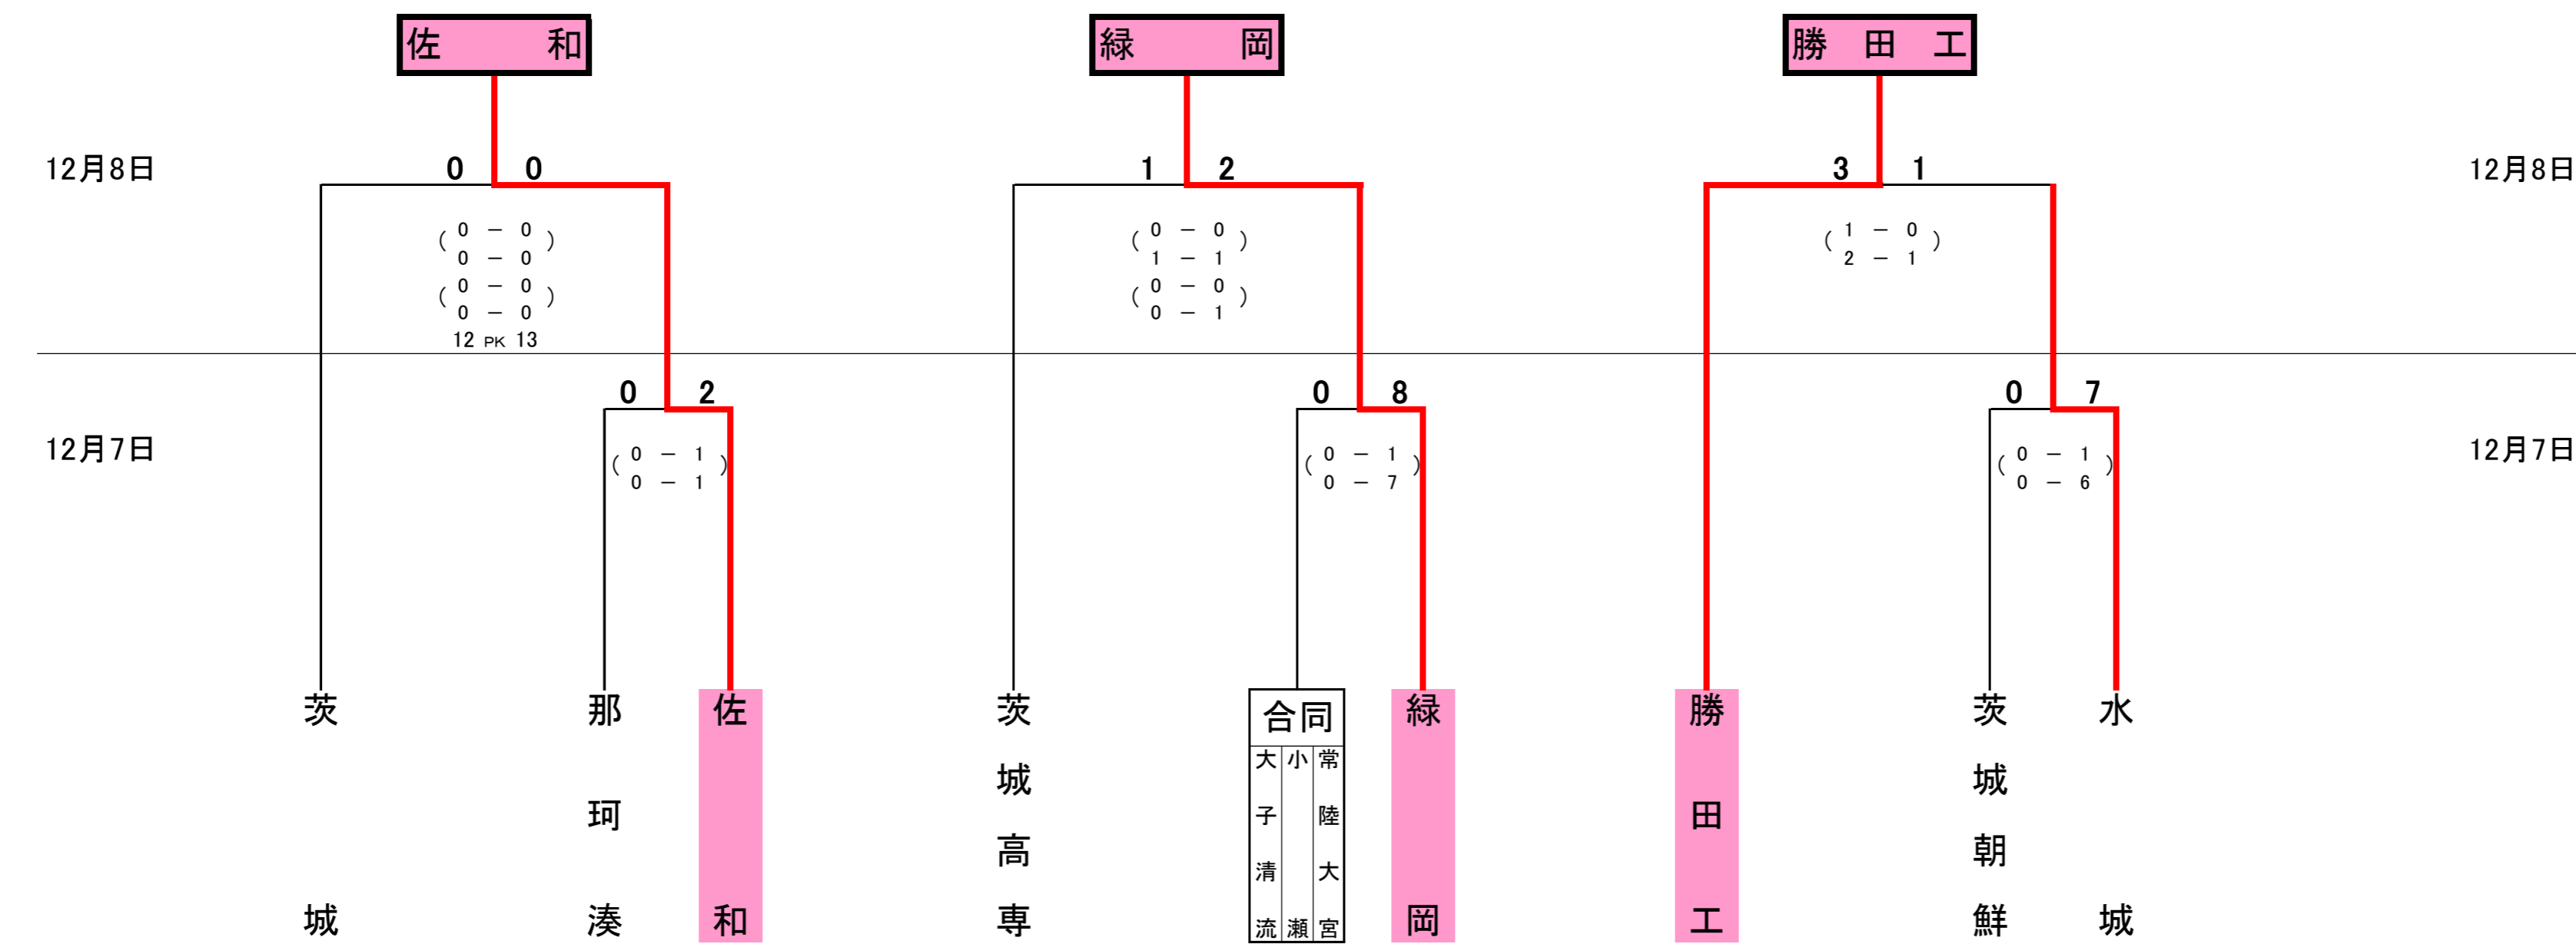 佐和 緑岡 勝田工
12月8日 0 0 1 2 3 1 12月8日
( 0 － 0 ) ( 0 － 0 ) ( 1 － 0 )
0 － 0 1 － 1 2 － 1
( 0 － 0 ) ( 0 － 0 )
0 － 0 0 － 1
12 PK 13
0 2 0 8 0 7
12月7日 12月7日
( 0 － 1 ) ( 0 － 1 ) ( 0 － 1 )
0 － 1 0 － 7 0 － 6
茨城
那珂湊
佐和
茨城高専
合同
大子清流
小瀬
常陸大宮
緑岡
勝田工
茨城朝鮮
水城